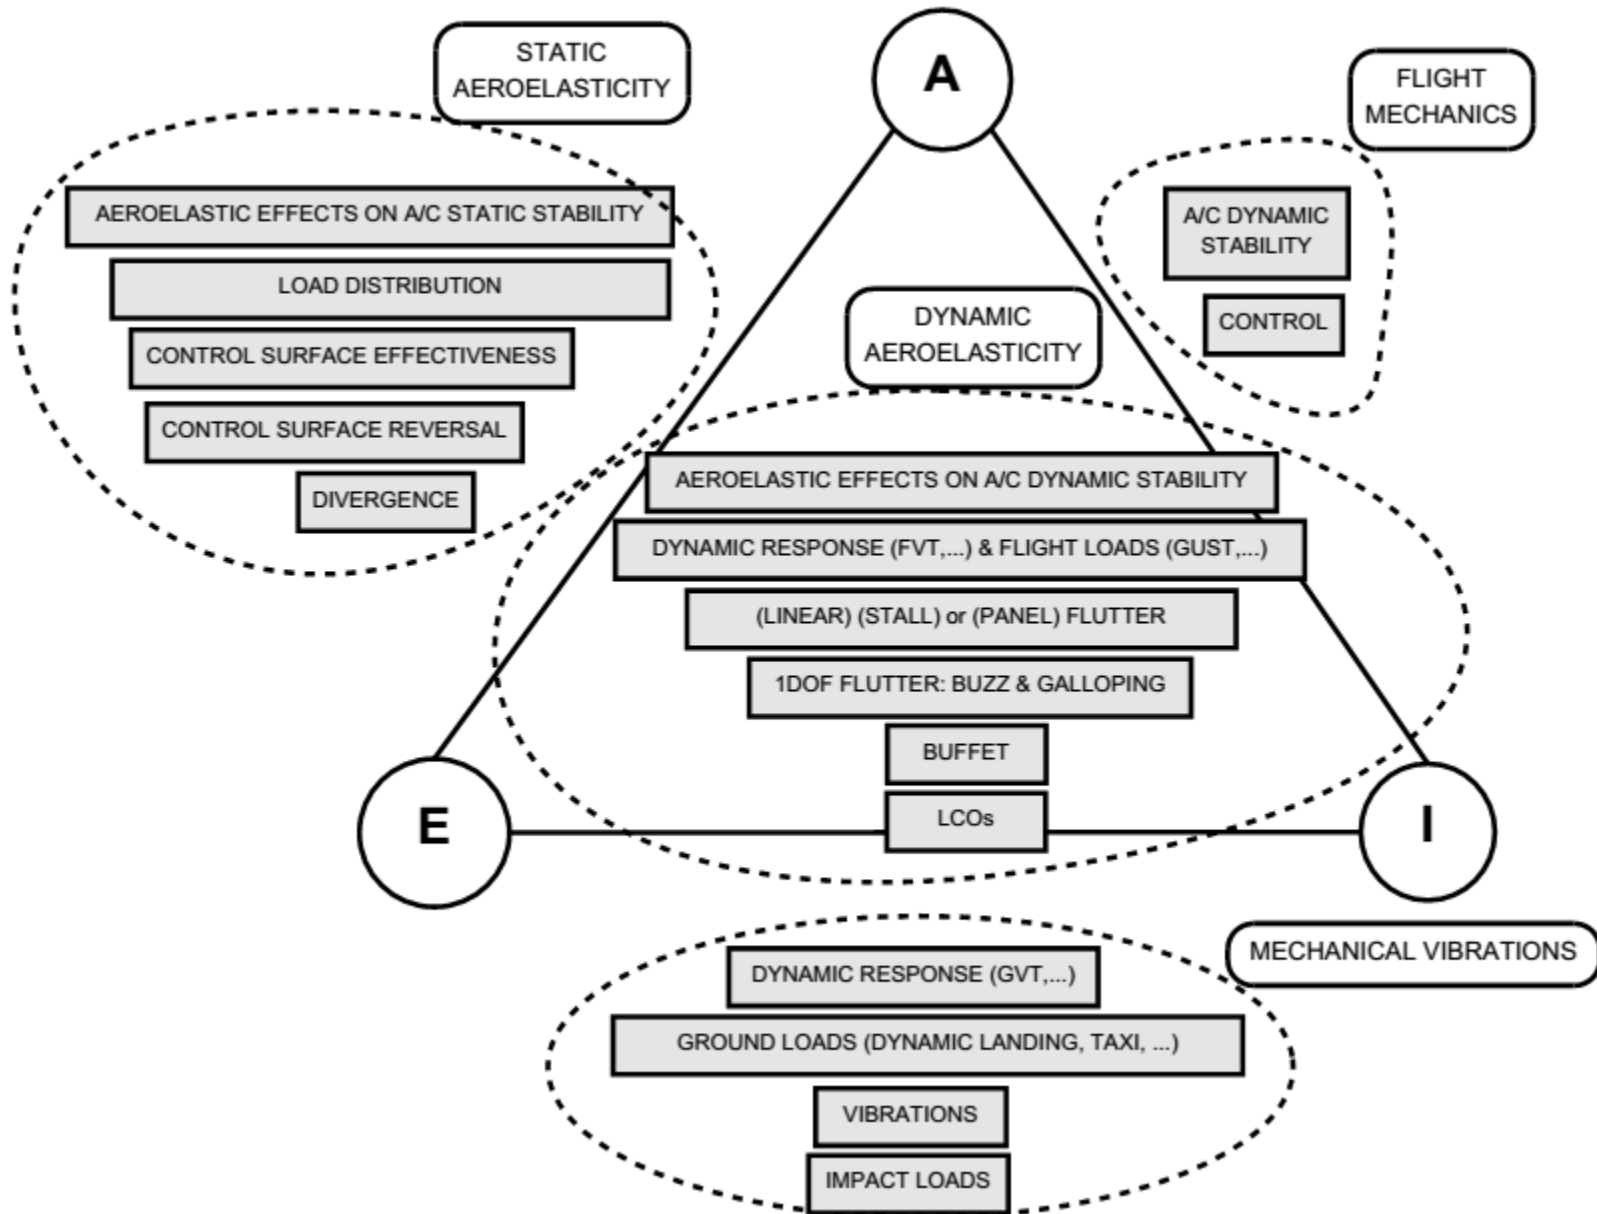 STATIC
AEROELASTICITY
A
FLIGHT
MECHANICS
AEROELASTIC EFFECTS ON A/C STATIC STABILITY
LOAD DISTRIBUTION
CONTROL SURFACE EFFECTIVENESS
CONTROL SURFACE REVERSAL
DIVERGENCE
A/C DYNAMIC
STABILITY
CONTROL
DYNAMIC
AEROELASTICITY
AEROELASTIC EFFECTS ON A/C DYNAMIC STABILITY
DYNAMIC RESPONSE (FVT,...) & FLIGHT LOADS (GUST,...)
(LINEAR) (STALL) or (PANEL) FLUTTER
1DOF FLUTTER: BUZZ & GALLOPING
BUFFET
LCOs
E
I
MECHANICAL VIBRATIONS
DYNAMIC RESPONSE (GVT,...)
GROUND LOADS (DYNAMIC LANDING, TAXI, ...)
VIBRATIONS
IMPACT LOADS